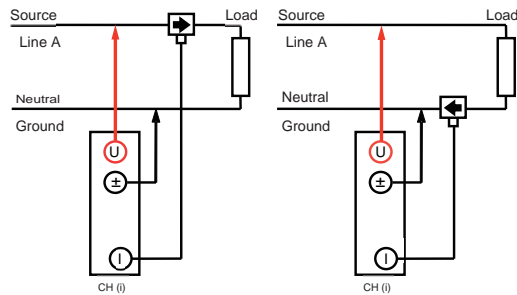 Source Load
Line A
Neutral
Ground
U
±
I
CH (i)
Source Load
Line A
Neutral
Ground
U
±
I
CH (i)